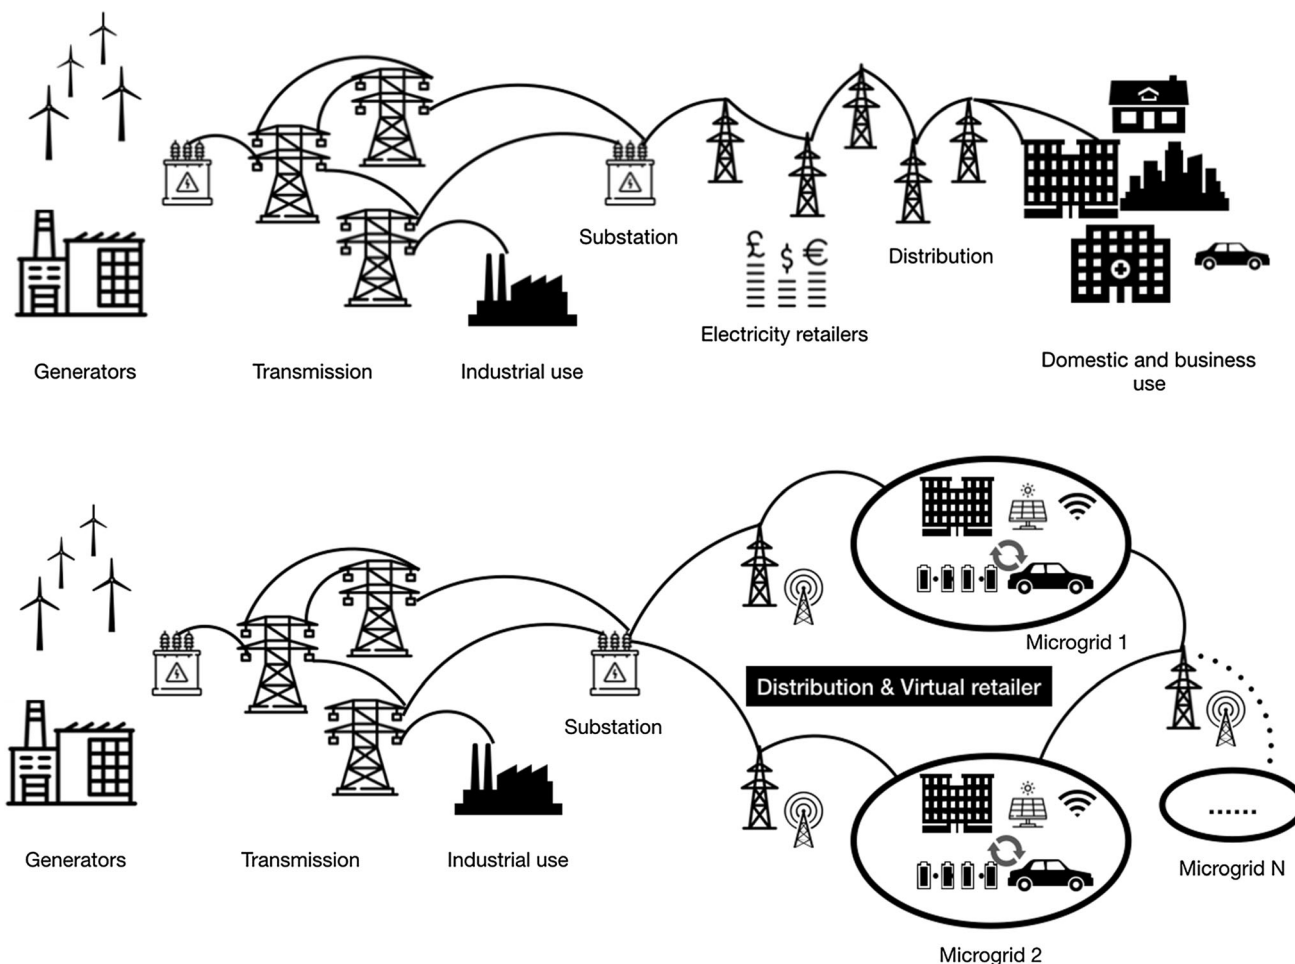 Substation
Distribution
£ $ €
Electricity retailers
Generators
Transmission
Industrial use
Domestic and business
use
Microgrid 1
Distribution & Virtual retailer
Substation
......
Generators
Transmission
Industrial use
Microgrid N
Microgrid 2